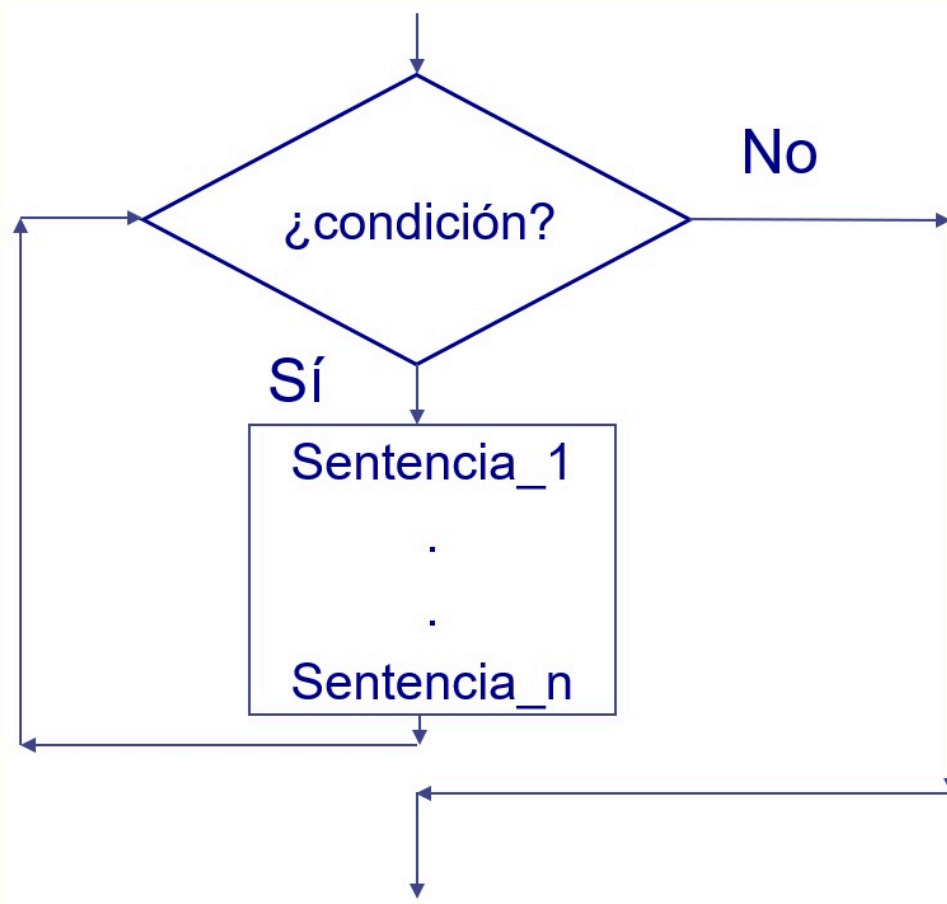 No
¿condición?
Sí
Sentencia_1
.
.
Sentencia_n